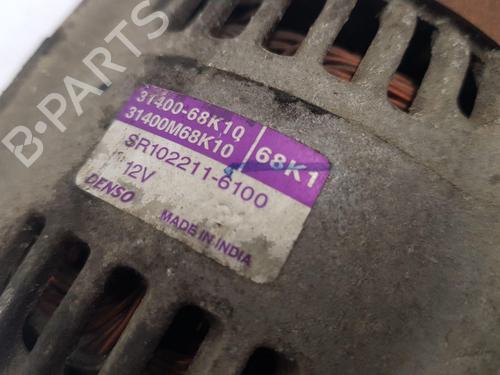 31400-68K10
31400M68K10
68K1
SR102211-6100
12V
DENSO
MADE IN INDIA
B-PARTS